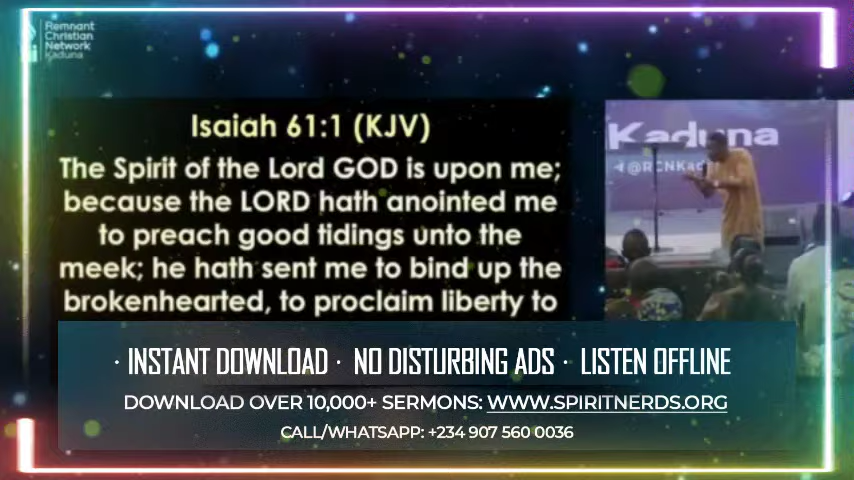 Remnant
Christian
Network
Kaduna
Isaiah 61:1 (KJV)
The Spirit of the Lord GOD is upon me;
because the LORD hath anointed me
to preach good tidings unto the
meek; he hath sent me to bind up the
brokenhearted, to proclaim liberty to
Kaduna
@RCNKad
· INSTANT DOWNLOAD · NO DISTURBING ADS · LISTEN OFFLINE
DOWNLOAD OVER 10,000+ SERMONS: WWW.SPIRITNERDS.ORG
CALL/WHATSAPP: +234 907 560 0036